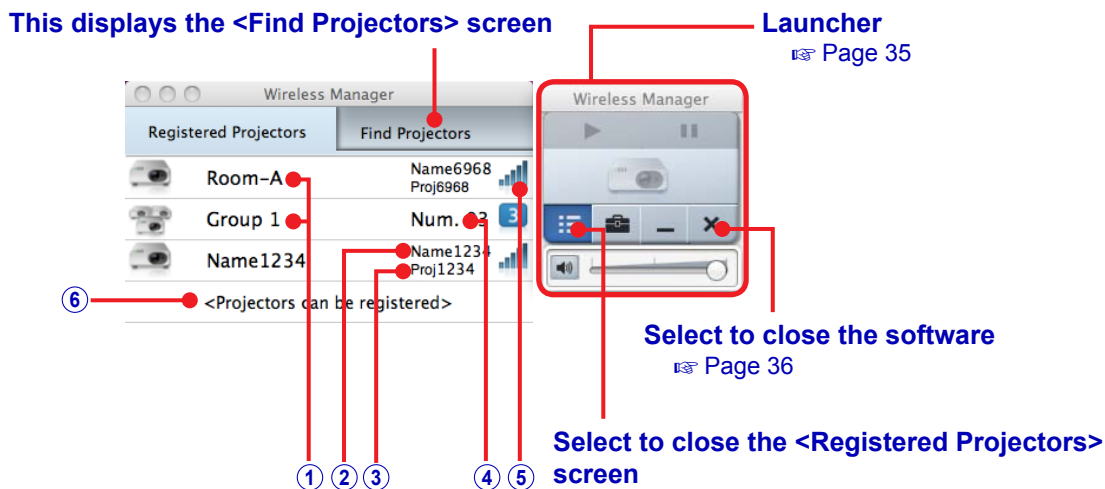 This displays the <Find Projectors> screen
Launcher
☞ Page 35
Wireless Manager
Registered Projectors
Find Projectors
Room-A
Name6968
Proj6968
Group 1
Num. 03
3
Name1234
Name1234
Proj1234
<Projectors can be registered>
Wireless Manager
⑥
Select to close the software
☞ Page 36
Select to close the <Registered Projectors>
screen
① ② ③ ④ ⑤